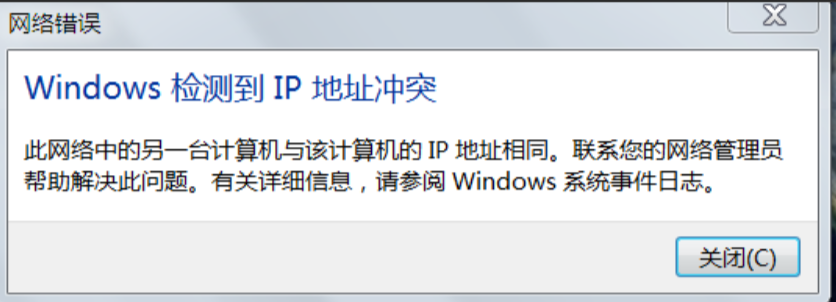 网络错误
Windows 检测到 IP 地址冲突
此网络中的另一台计算机与该计算机的 IP 地址相同。联系您的网络管理员
帮助解决此问题。有关详细信息，请参阅 Windows 系统事件日志。
关闭(C)